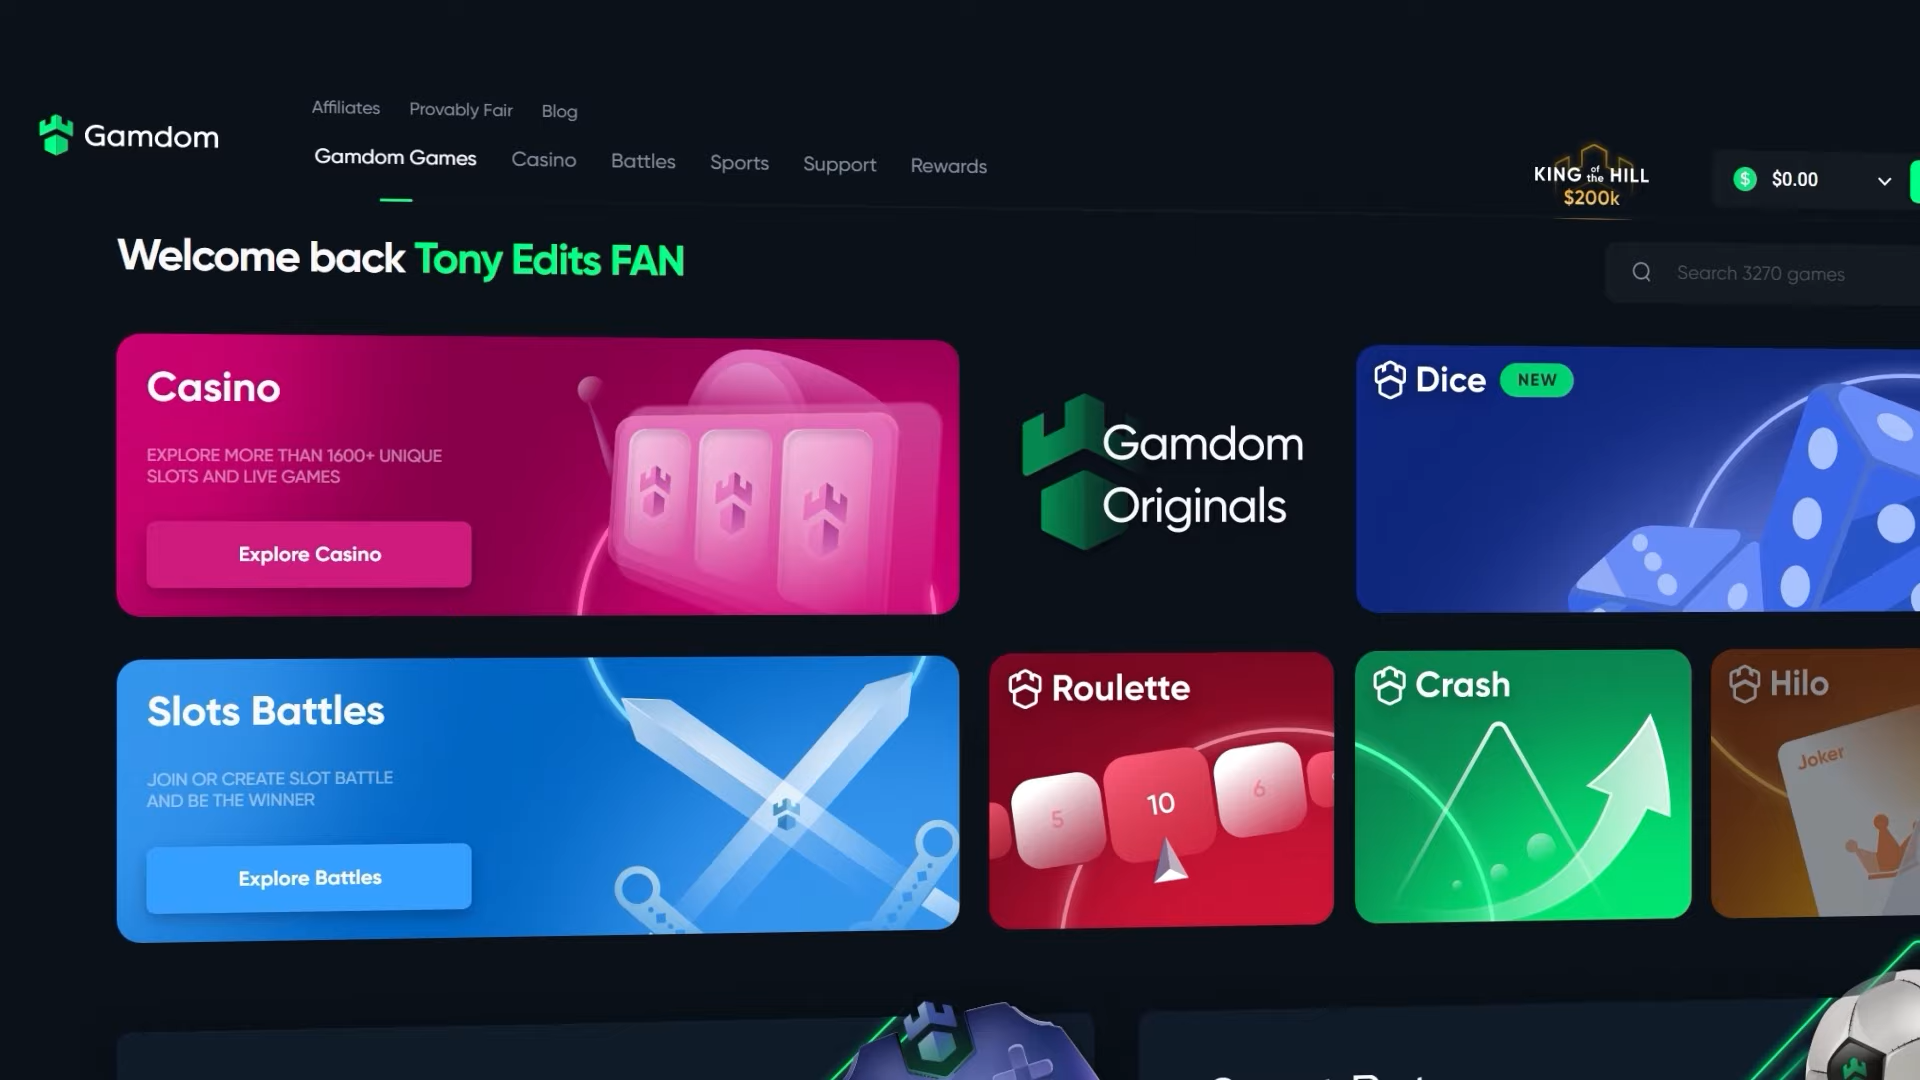 Affiliates Provably Fair Blog
Gamdom
Gamdom Games Casino Battles Sports Support Rewards
KING of the HILL
$200k
$ $0.00
Welcome back Tony Edits FAN
Search 3270 games
Casino
EXPLORE MORE THAN 1600+ UNIQUE
SLOTS AND LIVE GAMES
Explore Casino
Gamdom
Originals
Dice NEW
Slots Battles
JOIN OR CREATE SLOT BATTLE
AND BE THE WINNER
Explore Battles
Roulette
5 10 6
Crash
Hilo
Joker